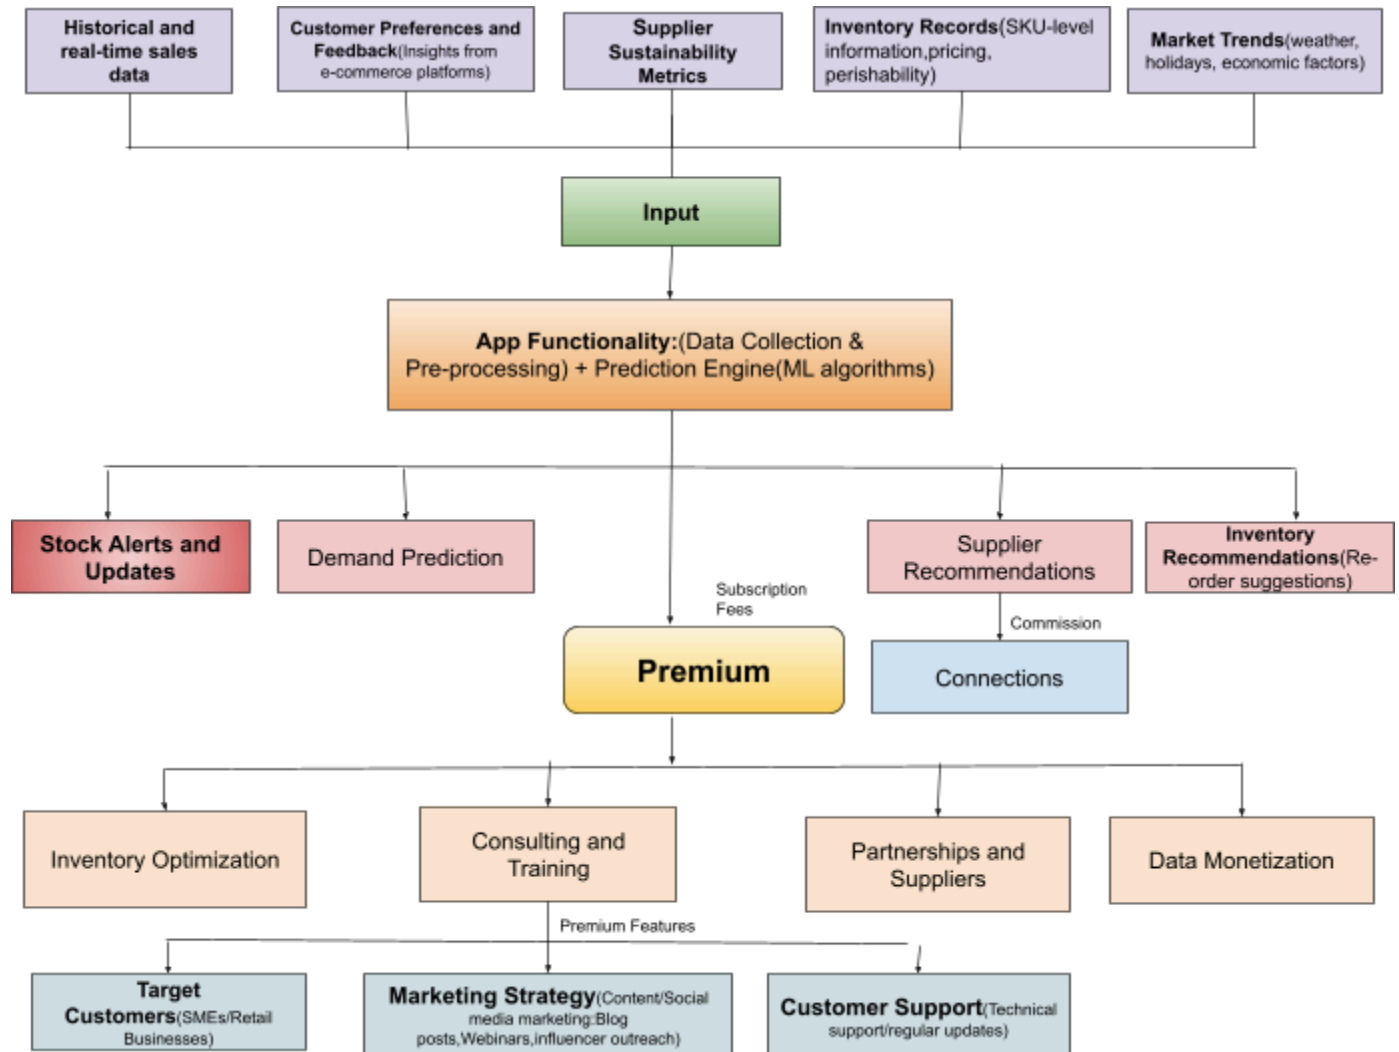 Historical and
real-time sales
data
Customer Preferences and
Feedback(Insights from
e-commerce platforms)
Supplier
Sustainability
Metrics
Inventory Records(SKU-level
information,pricing,
perishability)
Market Trends(weather,
holidays, economic factors)
Input
App Functionality:(Data Collection &
Pre-processing) + Prediction Engine(ML algorithms)
Stock Alerts and
Updates
Demand Prediction
Supplier
Recommendations
Inventory
Recommendations(Re-
order suggestions)
Subscription
Fees
Commission
Premium
Connections
Inventory Optimization
Consulting and
Training
Partnerships and
Suppliers
Data Monetization
Premium Features
Target
Customers(SMEs/Retail
Businesses)
Marketing Strategy(Content/Social
media marketing:Blog
posts,Webinars,influencer outreach)
Customer Support(Technical
support/regular updates)